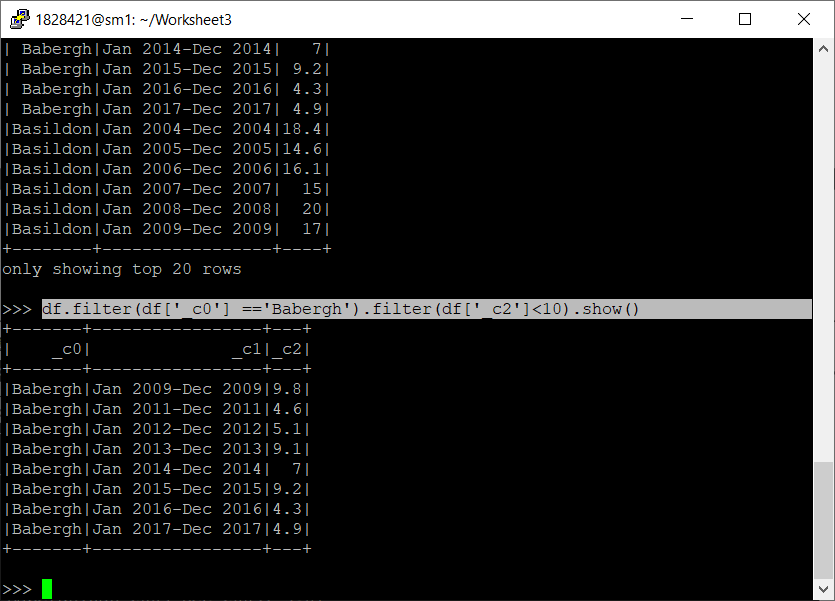 1828421@sm1: ~/Worksheet3
| Babergh|Jan 2014-Dec 2014|   7|
| Babergh|Jan 2015-Dec 2015| 9.2|
| Babergh|Jan 2016-Dec 2016| 4.3|
| Babergh|Jan 2017-Dec 2017| 4.9|
|Basildon|Jan 2004-Dec 2004|18.4|
|Basildon|Jan 2005-Dec 2005|14.6|
|Basildon|Jan 2006-Dec 2006|16.1|
|Basildon|Jan 2007-Dec 2007|  15|
|Basildon|Jan 2008-Dec 2008|  20|
|Basildon|Jan 2009-Dec 2009|  17|
+--------+-----------------+----+
only showing top 20 rows
>>> df.filter(df['_c0'] =='Babergh').filter(df['_c2']<10).show()
+-------+-----------------+---+
|    _c0|              _c1|_c2|
+-------+-----------------+---+
|Babergh|Jan 2009-Dec 2009|9.8|
|Babergh|Jan 2011-Dec 2011|4.6|
|Babergh|Jan 2012-Dec 2012|5.1|
|Babergh|Jan 2013-Dec 2013|9.1|
|Babergh|Jan 2014-Dec 2014|  7|
|Babergh|Jan 2015-Dec 2015|9.2|
|Babergh|Jan 2016-Dec 2016|4.3|
|Babergh|Jan 2017-Dec 2017|4.9|
+-------+-----------------+---+
>>>